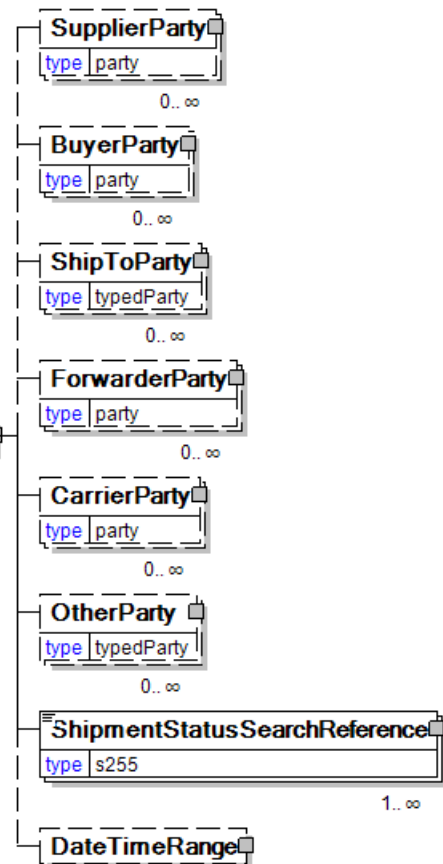 SupplierParty
type party
0.. ∞
BuyerParty
type party
0.. ∞
ShipToParty
type typedParty
0.. ∞
ForwarderParty
type party
0.. ∞
CarrierParty
type party
0.. ∞
OtherParty
type typedParty
0.. ∞
ShipmentStatusSearchReference
type s255
1.. ∞
DateTimeRange